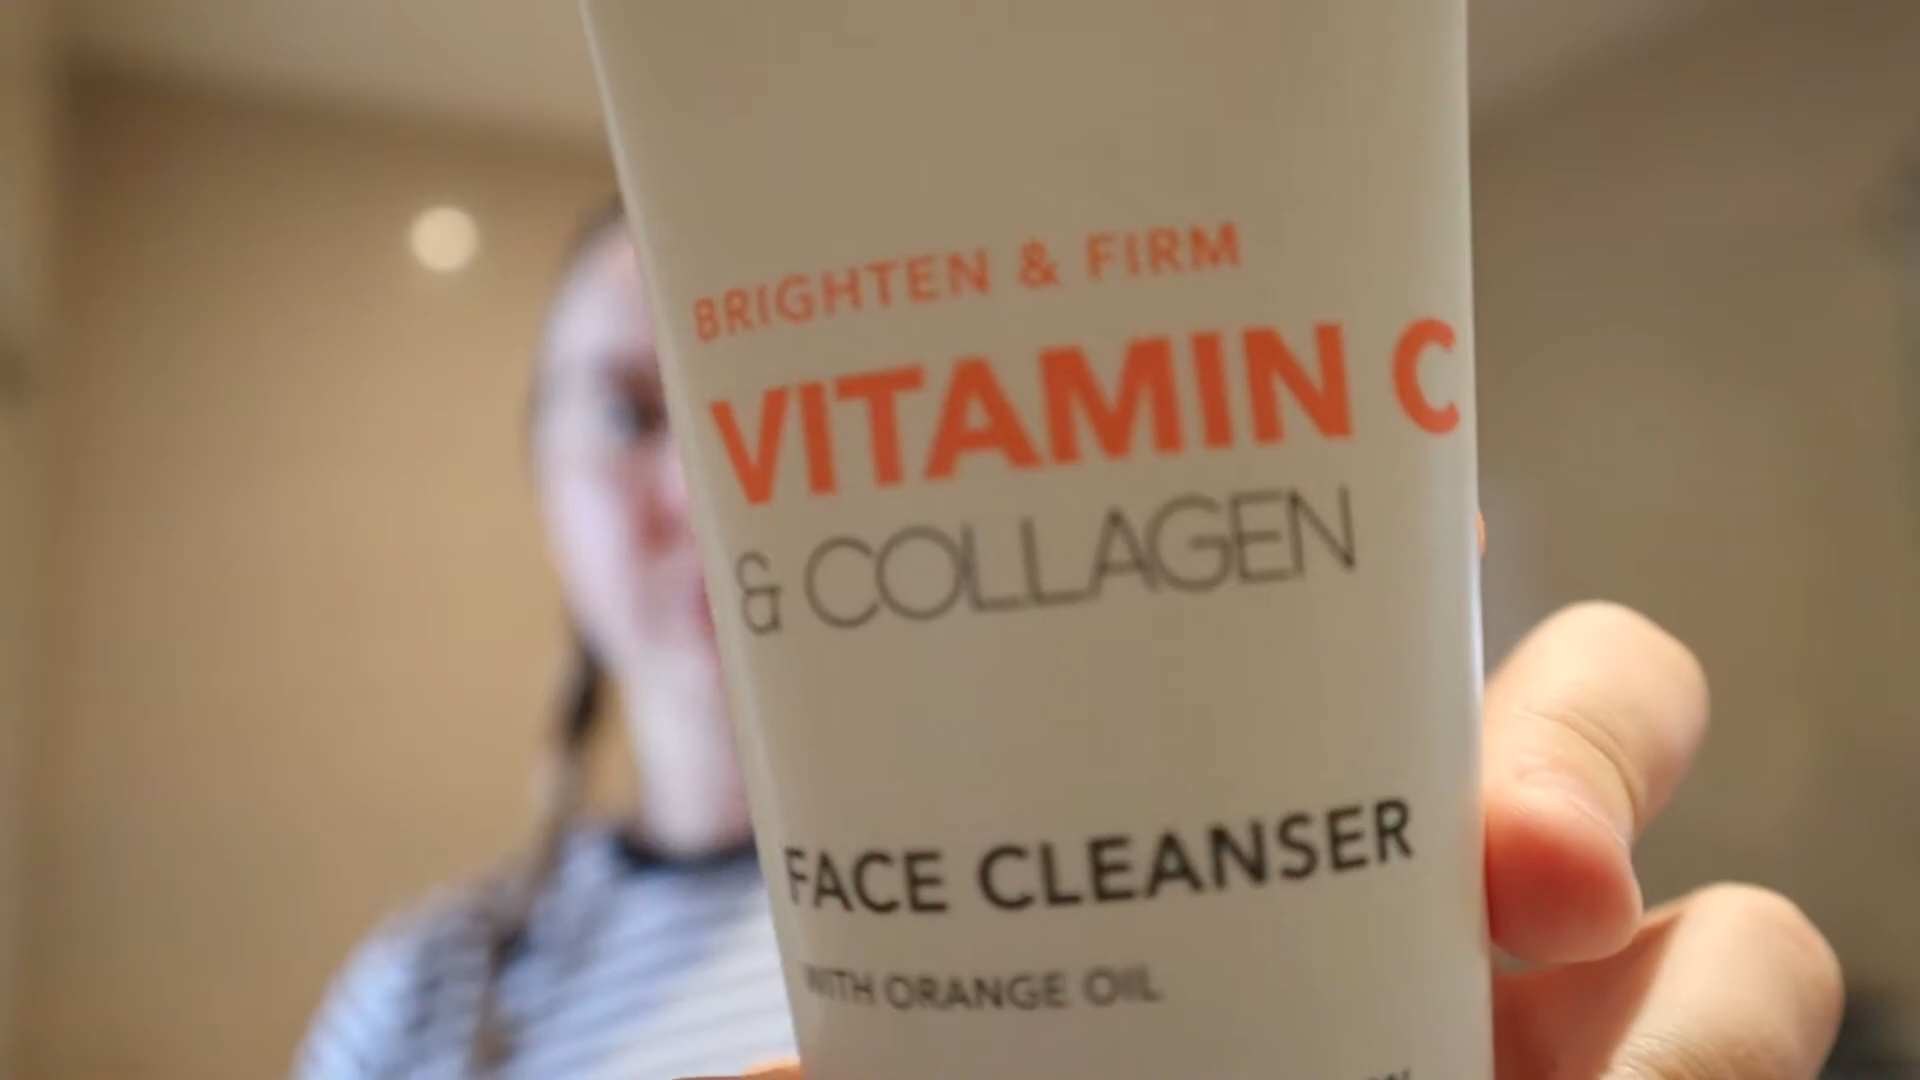 BRIGHTEN & FIRM
VITAMIN C
& COLLAGEN
FACE CLEANSER
WITH ORANGE OIL